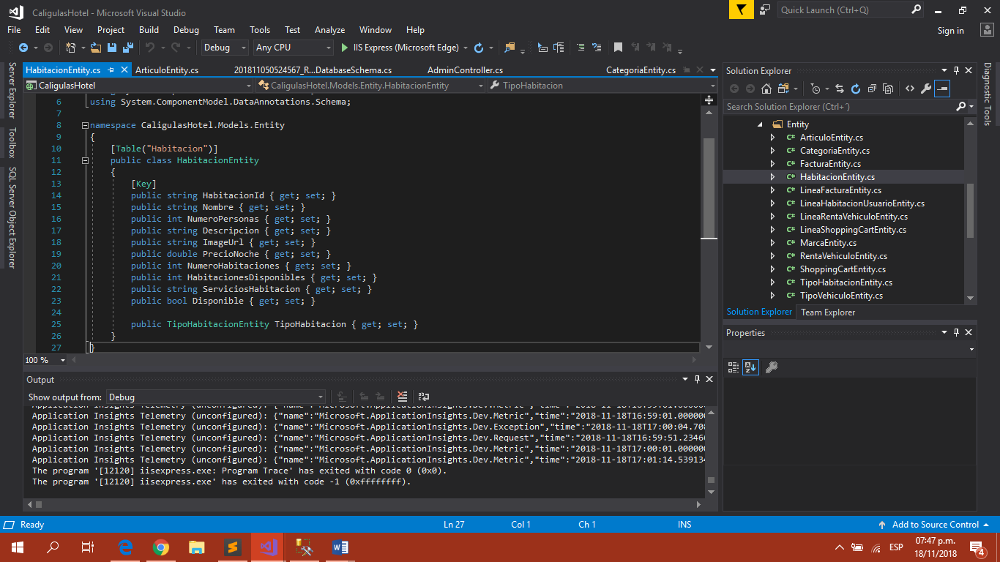 CaligulasHotel - Microsoft Visual Studio
Quick Launch (Ctrl+Q)
File Edit View Project Build Debug Team Tools Test Analyze Window Help
Sign in
Debug Any CPU IIS Express (Microsoft Edge)
Server Explorer
Toolbox
SQL Server Object Explorer
HabitacionEntity.cs ArticuloEntity.cs 201811050524567_R...DatabaseSchema.cs AdminController.cs CategoriaEntity.cs
CaligulasHotel CaligulasHotel.Models.Entity.HabitacionEntity TipoHabitacion
6 using System.ComponentModel.DataAnnotations.Schema;
7
8 namespace CaligulasHotel.Models.Entity
9 {
10 [Table("Habitacion")]
11 public class HabitacionEntity
12 {
13 [Key]
14 public string HabitacionId { get; set; }
15 public string Nombre { get; set; }
16 public int NumeroPersonas { get; set; }
17 public string Descripcion { get; set; }
18 public string ImageUrl { get; set; }
19 public double PrecioNoche { get; set; }
20 public int NumeroHabitaciones { get; set; }
21 public int HabitacionesDisponibles { get; set; }
22 public string ServiciosHabitacion { get; set; }
23 public bool Disponible { get; set; }
24
25 public TipoHabitacionEntity TipoHabitacion { get; set; }
26 }
27 }
100 %
Output
Show output from: Debug
Application Insights Telemetry (unconfigured): {"name":"Microsoft.ApplicationInsights.Dev.Metric","time":"2018-11-18T16:59:01.000000
Application Insights Telemetry (unconfigured): {"name":"Microsoft.ApplicationInsights.Dev.Exception","time":"2018-11-18T17:00:04.708
Application Insights Telemetry (unconfigured): {"name":"Microsoft.ApplicationInsights.Dev.Request","time":"2018-11-18T16:59:51.2346
Application Insights Telemetry (unconfigured): {"name":"Microsoft.ApplicationInsights.Dev.Metric","time":"2018-11-18T17:00:01.000000
Application Insights Telemetry (unconfigured): {"name":"Microsoft.ApplicationInsights.Dev.Metric","time":"2018-11-18T17:01:14.539134
The program '[12120] iisexpress.exe: Program Trace' has exited with code 0 (0x0).
The program '[12120] iisexpress.exe' has exited with code -1 (0xffffffff).
Solution Explorer
Search Solution Explorer (Ctrl+´)
Entity
C# ArticuloEntity.cs
C# CategoriaEntity.cs
C# FacturaEntity.cs
C# HabitacionEntity.cs
C# LineaFacturaEntity.cs
C# LineaHabitacionUsuarioEntity.cs
C# LineaRentaVehiculoEntity.cs
C# LineaShoppingCartEntity.cs
C# MarcaEntity.cs
C# RentaVehiculoEntity.cs
C# ShoppingCartEntity.cs
C# TipoHabitacionEntity.cs
C# TipoVehiculoEntity.cs
Solution Explorer Team Explorer
Properties
Diagnostic Tools
Ready Ln 27 Col 1 Ch 1 INS Add to Source Control
ESP 07:47 p.m.
18/11/2018 4